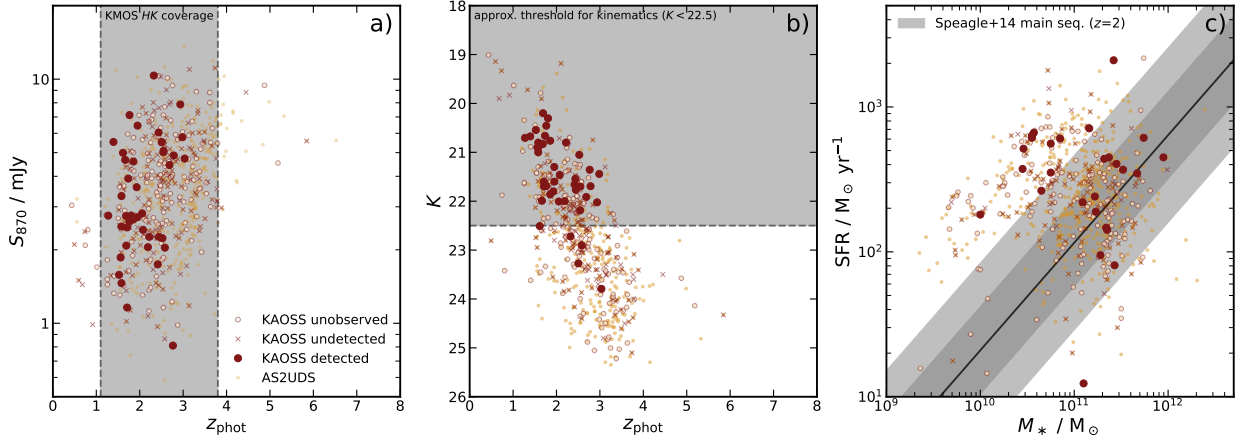 KMOS HK coverage
a)
10
1
S870 / mJy
KAOSS unobserved
KAOSS undetected
KAOSS detected
AS2UDS
0 1 2 3 4 5 6 7 8
zphot
approx. threshold for kinematics (K < 22.5)
b)
18
19
20
21
22
23
24
25
26
K
0 1 2 3 4 5 6 7 8
zphot
Speagle+14 main seq. (z=2)
c)
10³
10²
10¹
SFR / M⊙ yr⁻¹
10⁹ 10¹⁰ 10¹¹ 10¹²
M∗ / M⊙